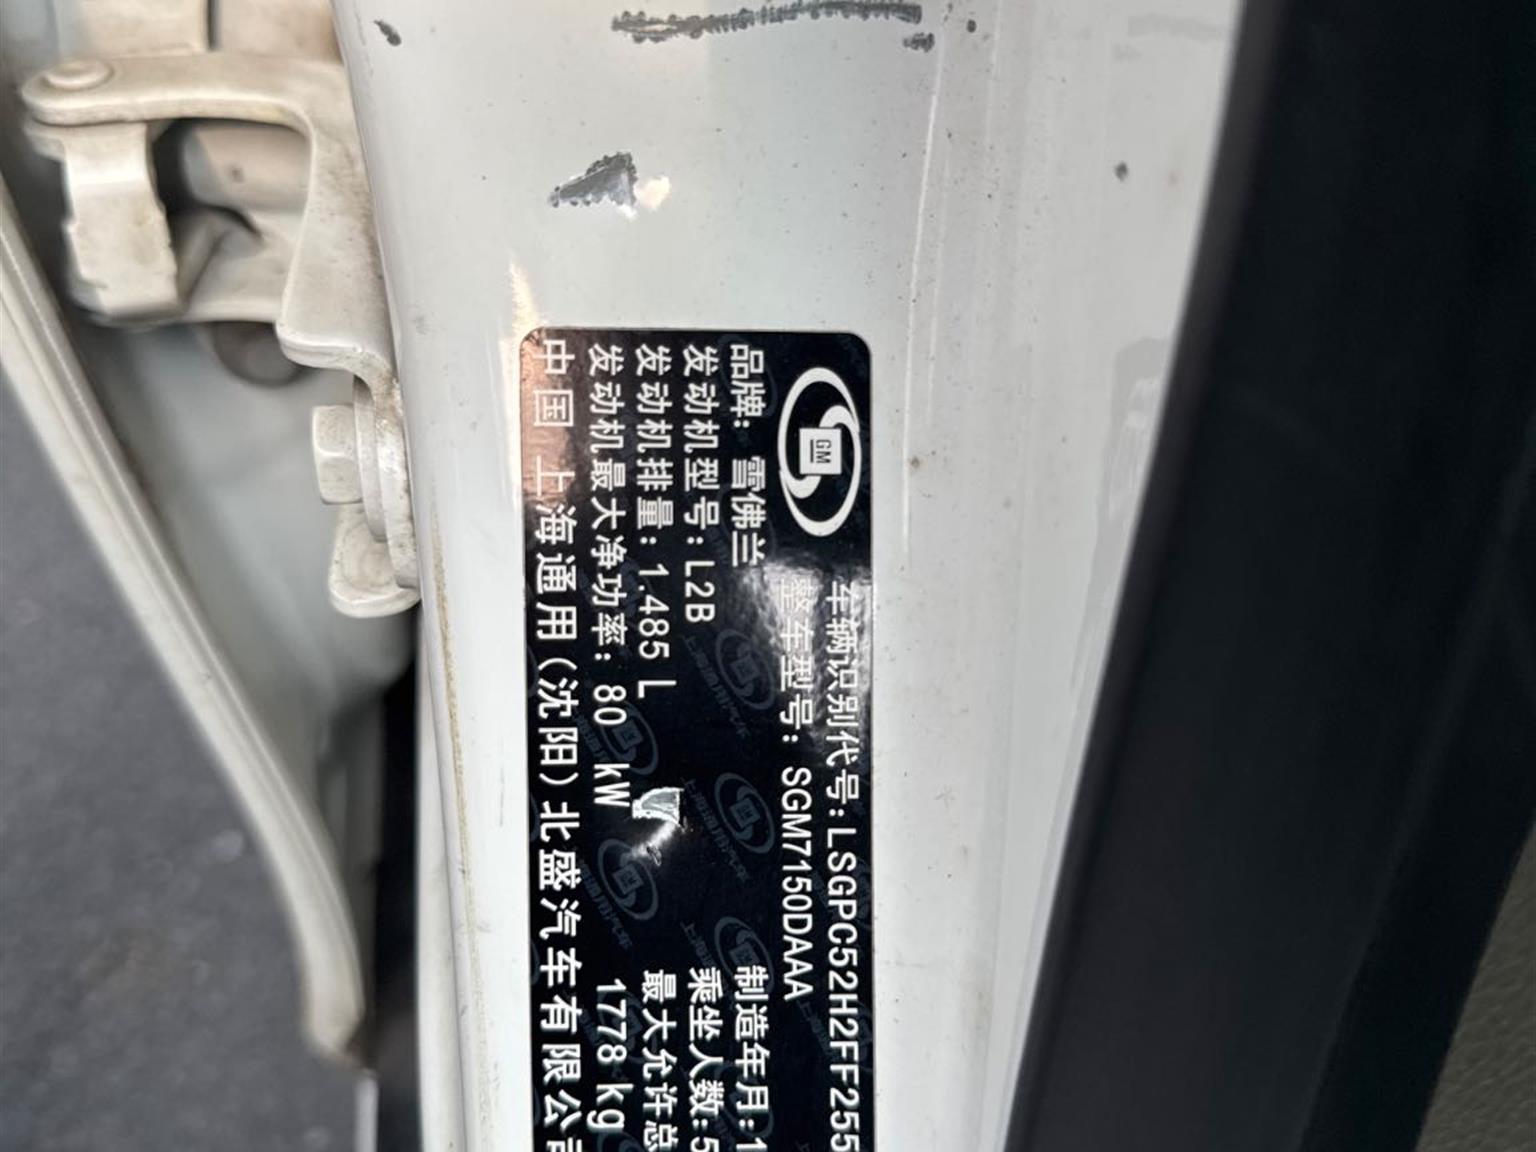 GM
车辆识别代号:LSGPC52H2FF255
整车型号: SGM7150DAAA
品牌: 雪佛兰
制造年月:1
发动机型号:L2B
乘坐人数:5
发动机排量: 1.485 L
最大允许总
发动机最大净功率: 80 kW
1778kg
中国 上海通用(沈阳)北盛汽车有限公司